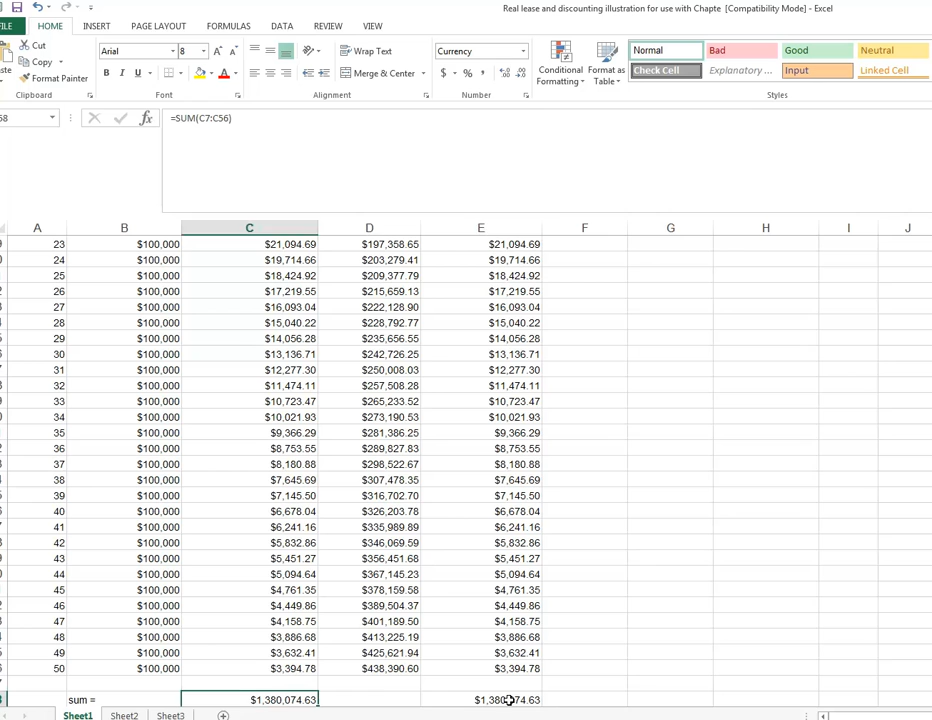 Real lease and discounting illustration for use with Chapte [Compatibility Mode] - Excel
FILE HOME INSERT PAGE LAYOUT FORMULAS DATA REVIEW VIEW
Cut
Copy
Format Painter
Clipboard
Arial 8 A A
B I U A
Font
Wrap Text
Merge & Center
Alignment
Currency
$ % ,
Number
Conditional Formatting
Format as Table
Normal Bad Good Neutral
Check Cell Explanatory ... Input Linked Cell
Styles
58 fx =SUM(C7:C56)
A B C D E F G H I J
23 $100,000 $21,094.69 $197,358.65 $21,094.69
24 $100,000 $19,714.66 $203,279.41 $19,714.66
25 $100,000 $18,424.92 $209,377.79 $18,424.92
26 $100,000 $17,219.55 $215,659.13 $17,219.55
27 $100,000 $16,093.04 $222,128.90 $16,093.04
28 $100,000 $15,040.22 $228,792.77 $15,040.22
29 $100,000 $14,056.28 $235,656.55 $14,056.28
30 $100,000 $13,136.71 $242,726.25 $13,136.71
31 $100,000 $12,277.30 $250,008.03 $12,277.30
32 $100,000 $11,474.11 $257,508.28 $11,474.11
33 $100,000 $10,723.47 $265,233.52 $10,723.47
34 $100,000 $10,021.93 $273,190.53 $10,021.93
35 $100,000 $9,366.29 $281,386.25 $9,366.29
36 $100,000 $8,753.55 $289,827.83 $8,753.55
37 $100,000 $8,180.88 $298,522.67 $8,180.88
38 $100,000 $7,645.69 $307,478.35 $7,645.69
39 $100,000 $7,145.50 $316,702.70 $7,145.50
40 $100,000 $6,678.04 $326,203.78 $6,678.04
41 $100,000 $6,241.16 $335,989.89 $6,241.16
42 $100,000 $5,832.86 $346,069.59 $5,832.86
43 $100,000 $5,451.27 $356,451.68 $5,451.27
44 $100,000 $5,094.64 $367,145.23 $5,094.64
45 $100,000 $4,761.35 $378,159.58 $4,761.35
46 $100,000 $4,449.86 $389,504.37 $4,449.86
47 $100,000 $4,158.75 $401,189.50 $4,158.75
48 $100,000 $3,886.68 $413,225.19 $3,886.68
49 $100,000 $3,632.41 $425,621.94 $3,632.41
50 $100,000 $3,394.78 $438,390.60 $3,394.78
sum = $1,380,074.63 $1,380,074.63
Sheet1 Sheet2 Sheet3